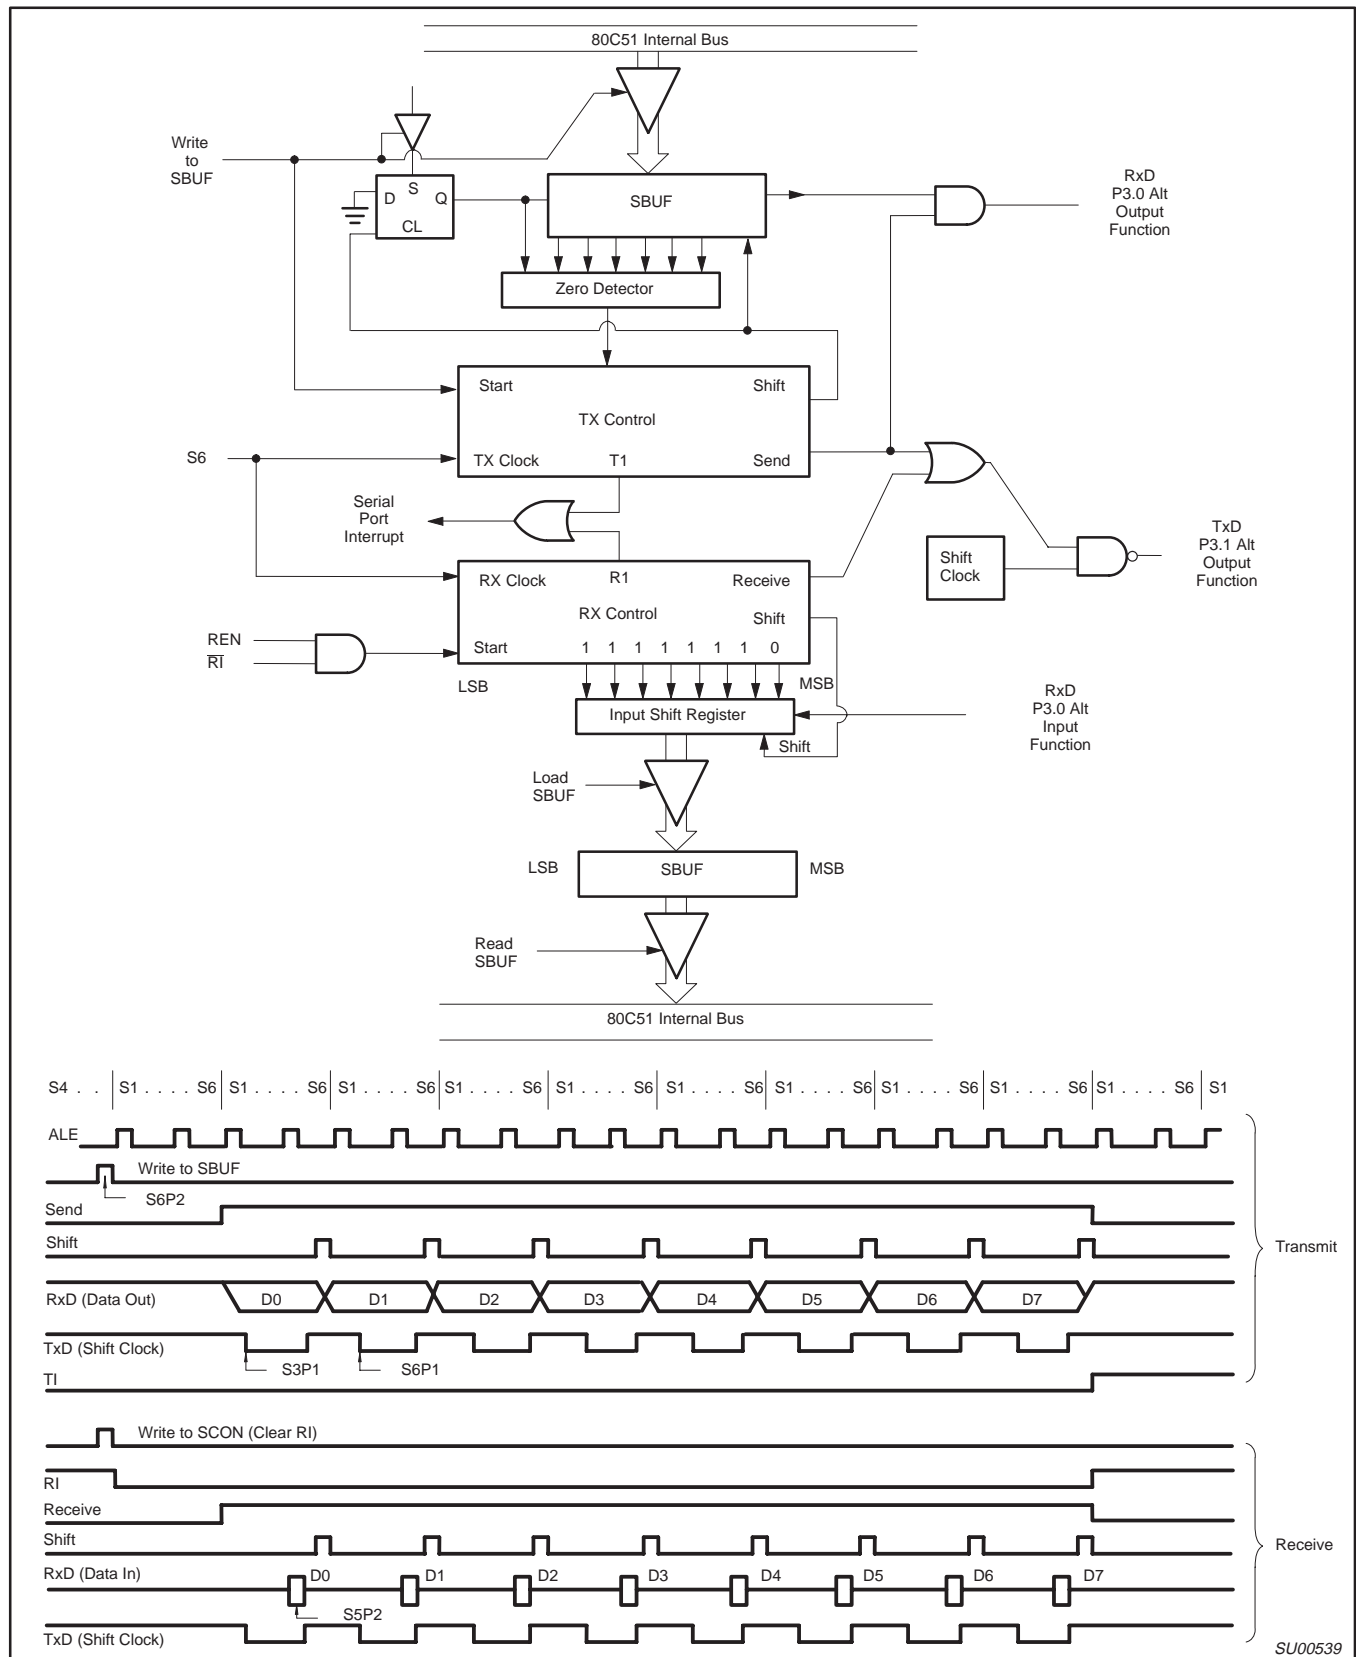 80C51 Internal Bus
Write
to
SBUF
S
D
Q
CL
SBUF
RxD
P3.0 Alt
Output
Function
Zero Detector
Start
Shift
TX Control
S6
TX Clock
T1
Send
Serial
Port
Interrupt
TxD
P3.1 Alt
Output
Function
Shift
Clock
RX Clock
R1
Receive
RX Control
Shift
REN
RI
Start
1 1 1 1 1 1 1 0
LSB
MSB
Input Shift Register
RxD
P3.0 Alt
Input
Function
Shift
Load
SBUF
LSB
SBUF
MSB
Read
SBUF
80C51 Internal Bus
S4 . . S1 . . . . S6 S1 . . . . S6 S1 . . . . S6 S1 . . . . S6 S1 . . . . S6 S1 . . . . S6 S1 . . . . S6 S1 . . . . S6 S1 . . . . S6 S1 . . . . S6 S1
ALE
Write to SBUF
S6P2
Send
Shift
Transmit
RxD (Data Out) D0 D1 D2 D3 D4 D5 D6 D7
TxD (Shift Clock)
S3P1 S6P1
TI
Write to SCON (Clear RI)
RI
Receive
Shift
Receive
RxD (Data In) D0 D1 D2 D3 D4 D5 D6 D7
S5P2
TxD (Shift Clock)
SU00539